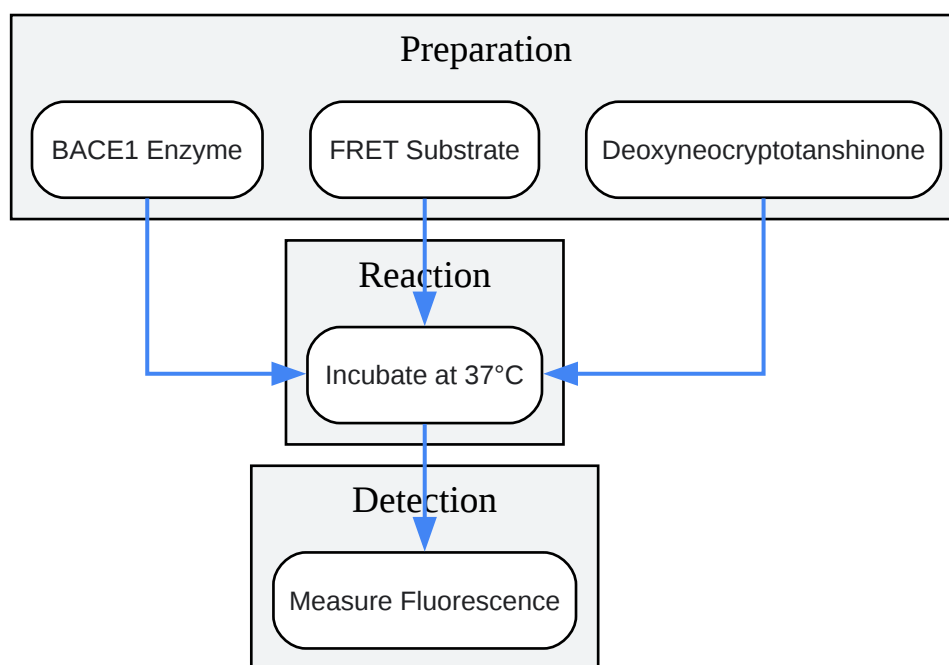 Preparation
BACE1 Enzyme
FRET Substrate
Deoxyneocryptotanshinone
Reaction
Incubate at 37°C
Detection
Measure Fluorescence